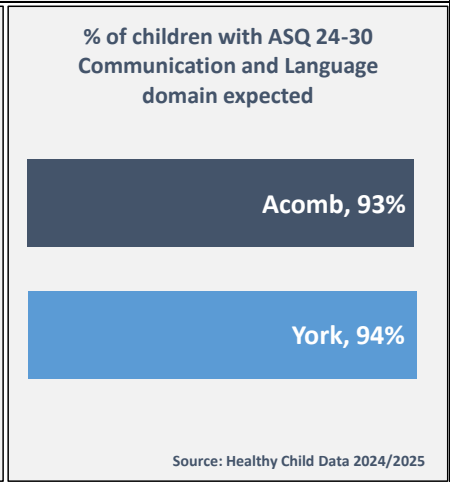 % of children with ASQ 24-30
Communication and Language
domain expected
Acomb, 93%
York, 94%
Source: Healthy Child Data 2024/2025